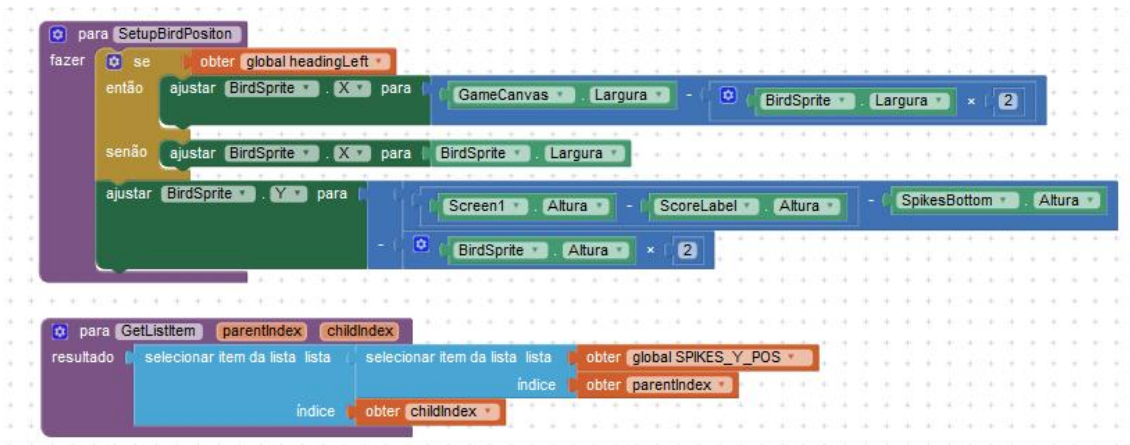 para SetupBirdPositon
fazer se obter global headingLeft
então ajustar BirdSprite . X para GameCanvas . Largura - BirdSprite . Largura × 2
senão ajustar BirdSprite . X para BirdSprite . Largura
ajustar BirdSprite . Y para Screen1 . Altura - ScoreLabel . Altura - SpikesBottom . Altura
- BirdSprite . Altura × 2
para GetListItem parentIndex childIndex
resultado selecionar item da lista lista selecionar item da lista lista obter global SPIKES_Y_POS
índice obter parentIndex
índice obter childIndex